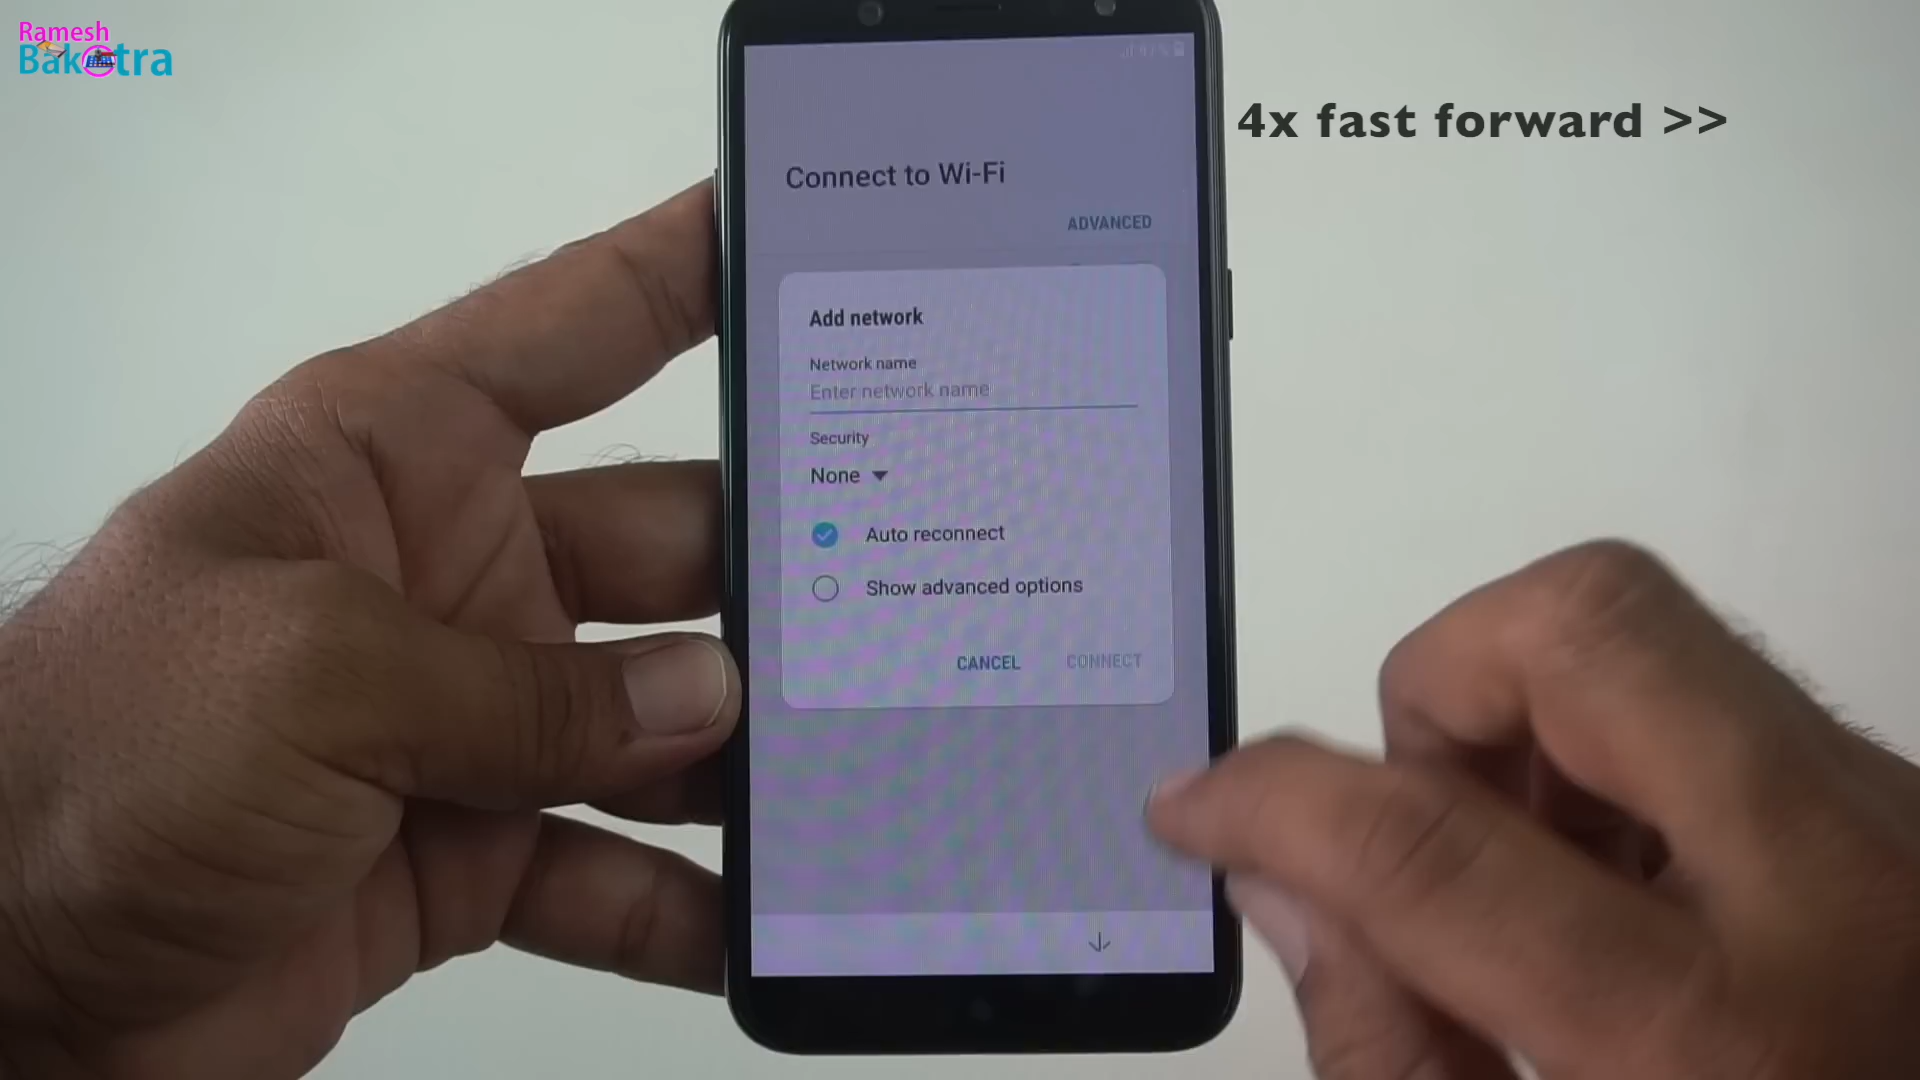 Ramesh
Bakotra
4x fast forward >>
Connect to Wi-Fi
ADVANCED
Add network
Network name
Enter network name
Security
None
Auto reconnect
Show advanced options
CANCEL
CONNECT